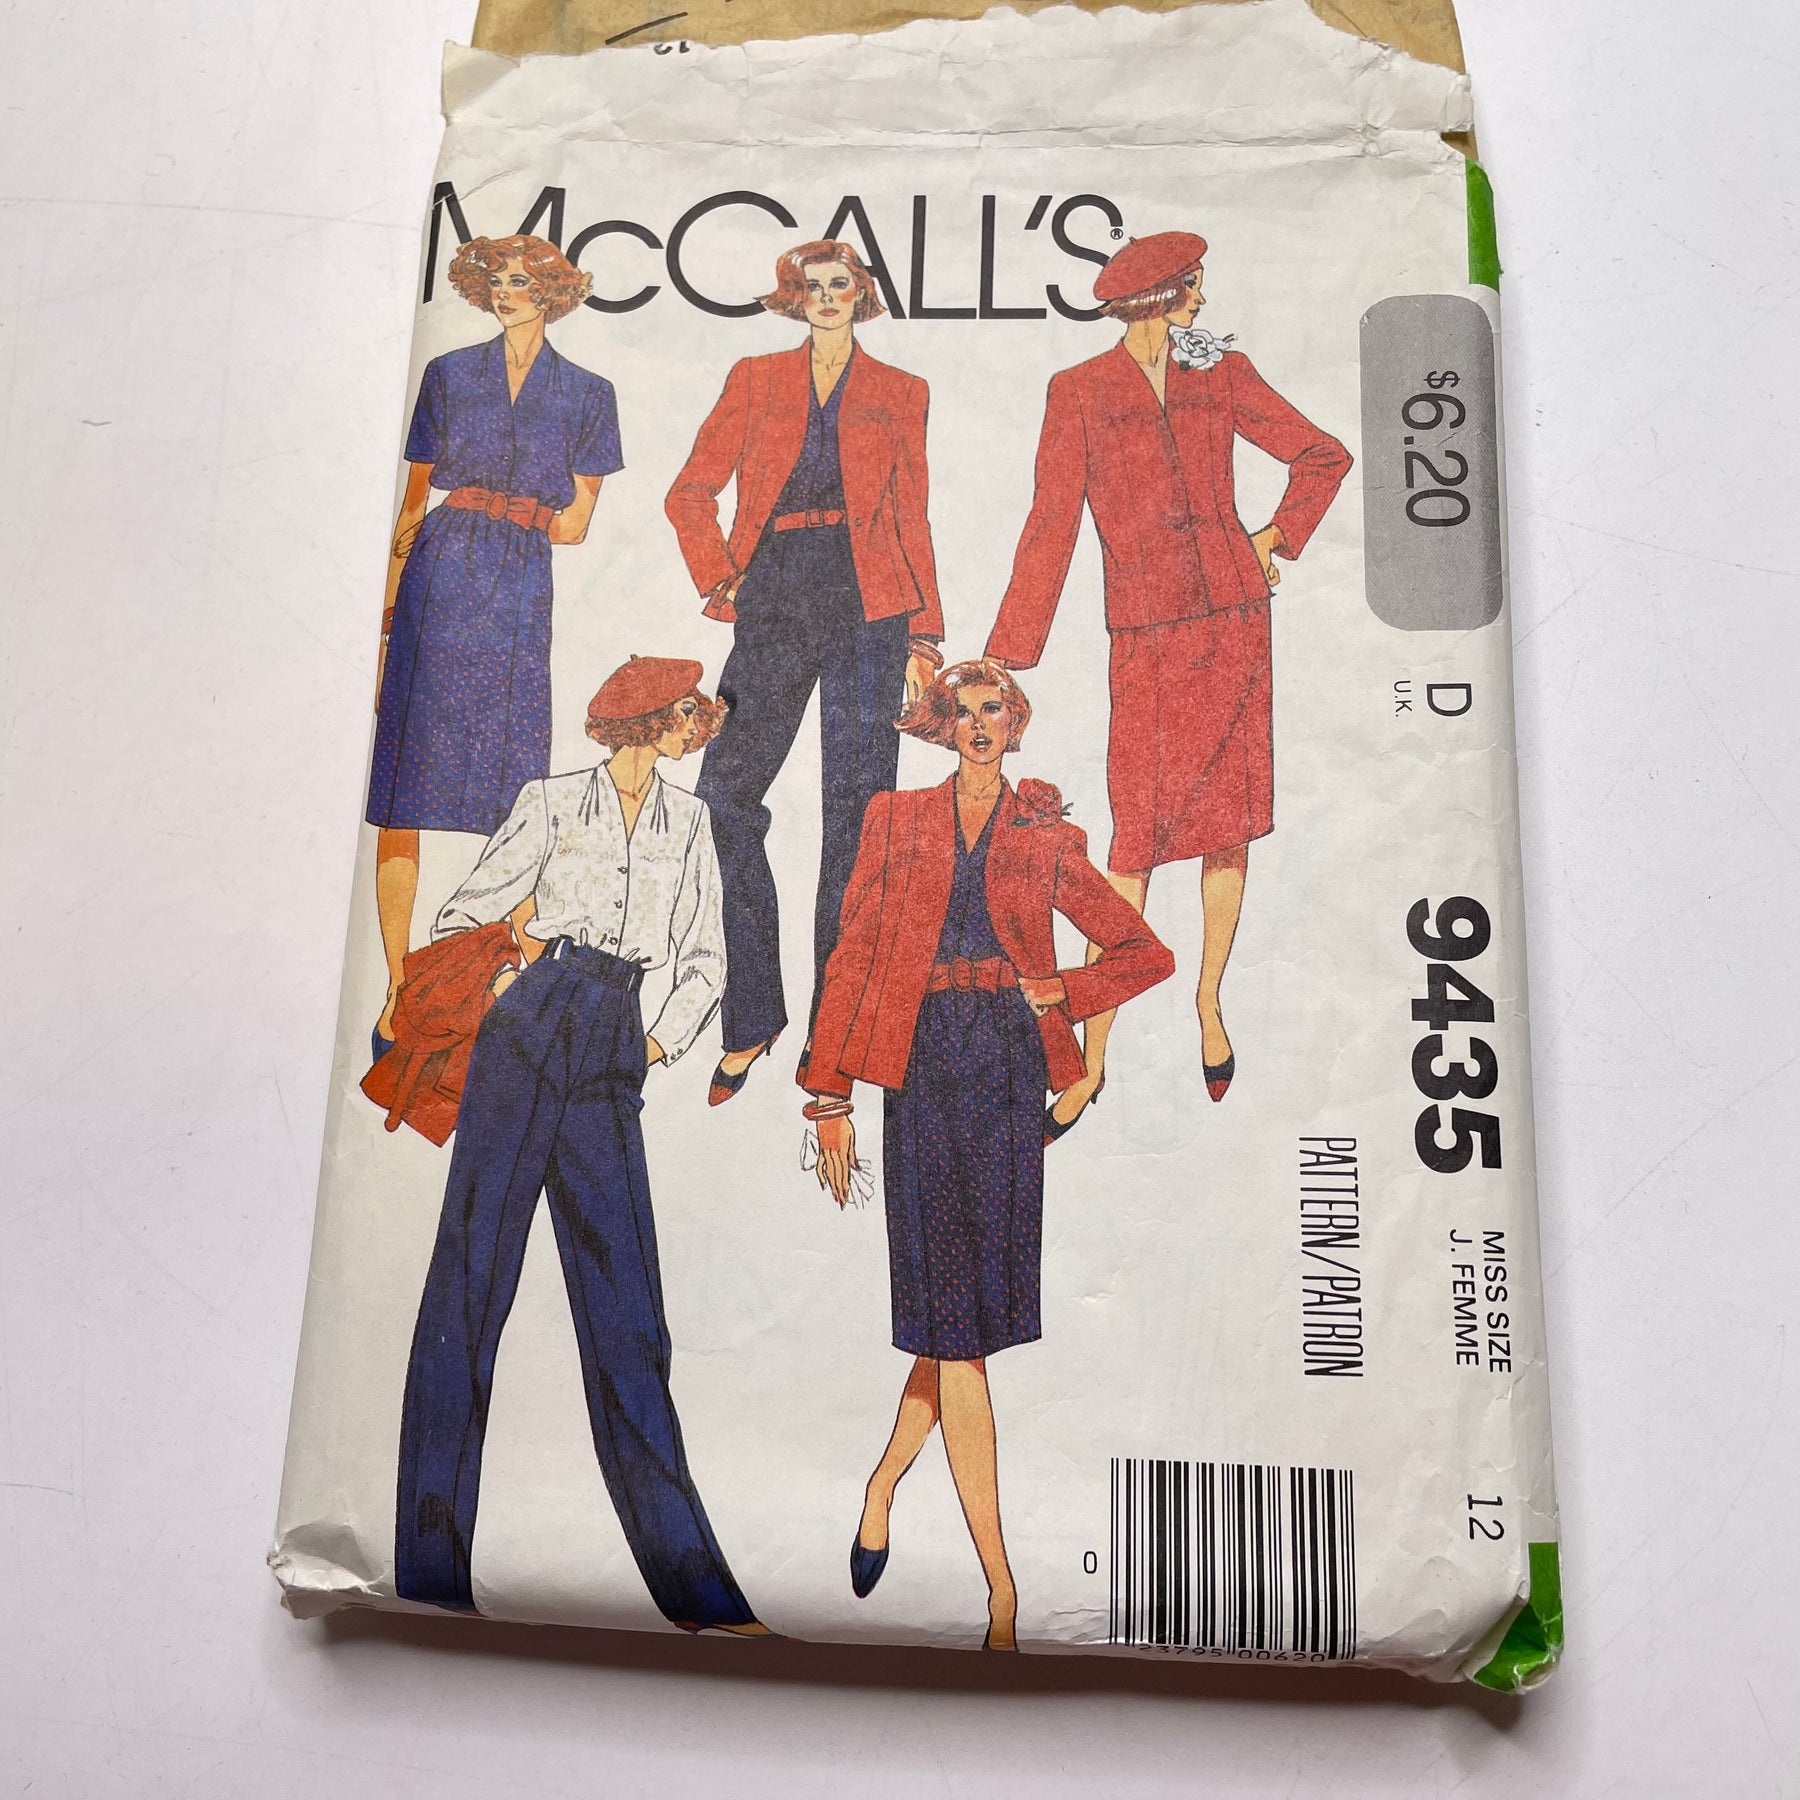 McCALL'S®
$6.20
D
U.K.
9435
MISS SIZE
J. FEMME
12
PATTERN/PATRON
0
23795 00620